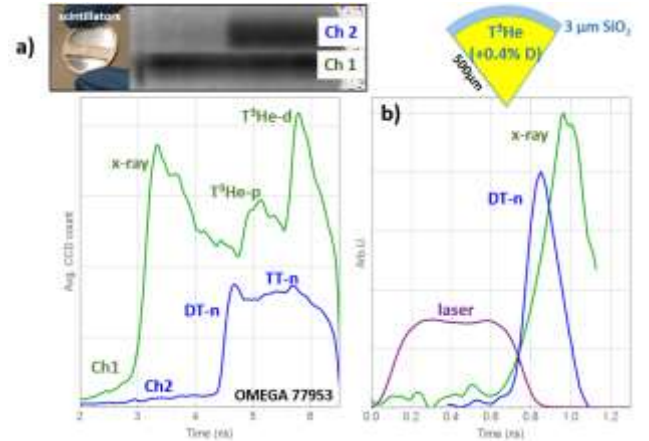 scintillators
a)
Ch 2
Ch 1
T³He
(+0.4% D)
3 μm SiO₂
500μm
b)
T³He-d
x-ray
T³He-p
DT-n
TT-n
Ch1
Ch2
OMEGA 77953
Avg. CCD count
2 3 4 5 6
Time (ns)
x-ray
DT-n
laser
Arb.U.
0.0 0.2 0.4 0.6 0.8 1.0 1.2
Time (ns)